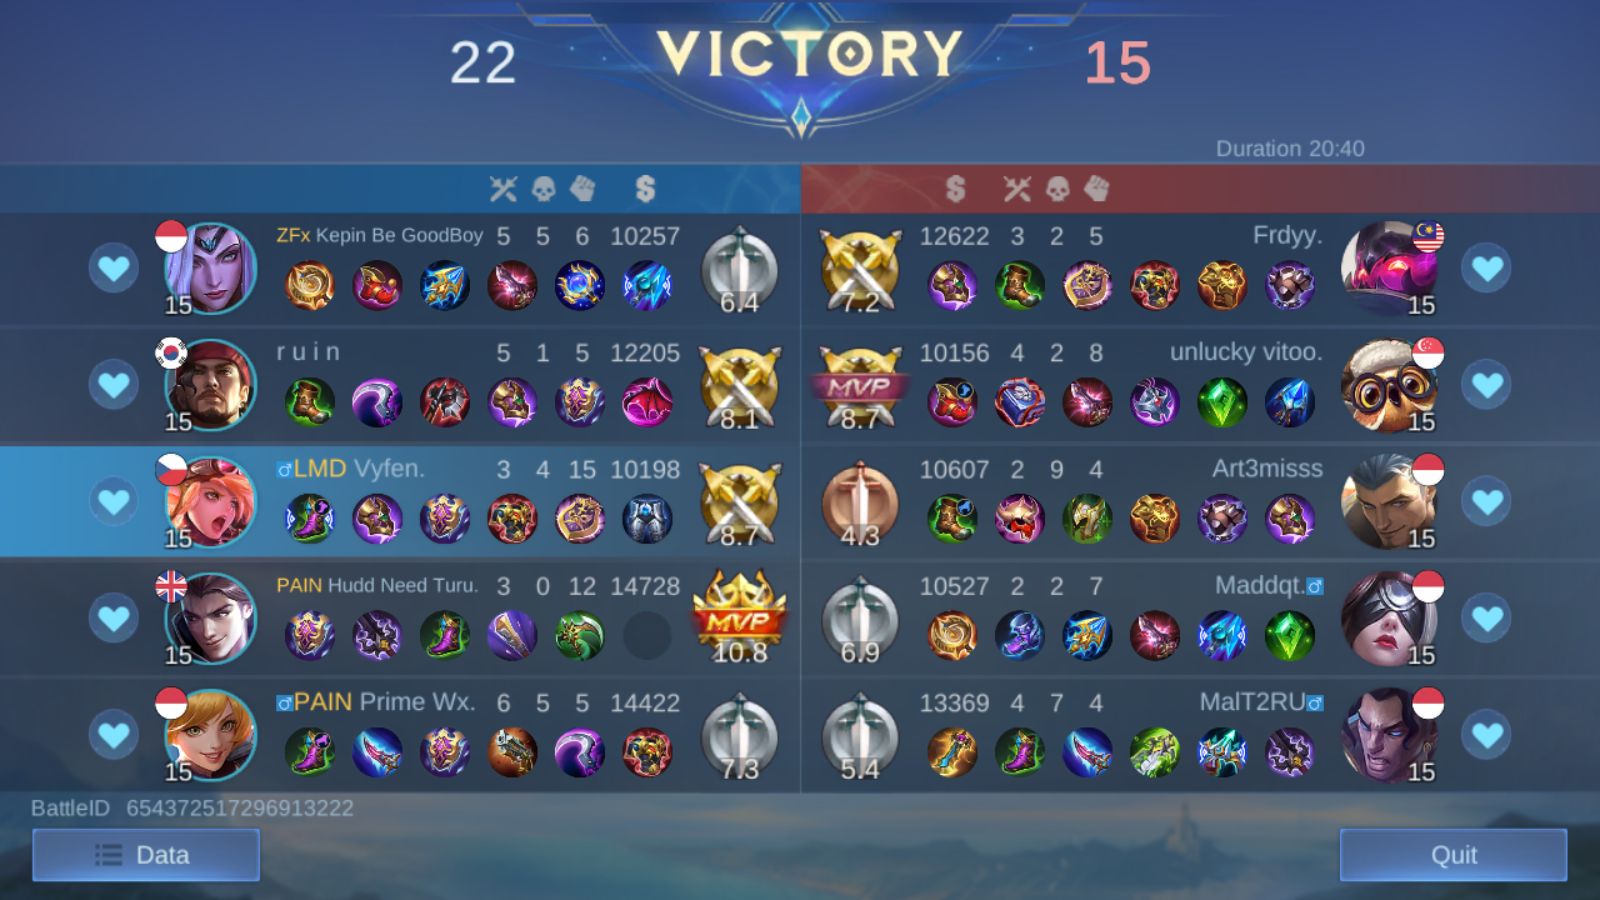 22 VICTORY 15
Duration 20:40
ZFx Kepin Be GoodBoy 5 5 6 10257
15 6.4
12622 3 2 5 Frdyy.
7.2 15
r u i n 5 1 5 12205
15 8.1
10156 4 2 8 unlucky vitoo.
MVP
8.7 15
LMD Vyfen. 3 4 15 10198
15 8.7
10607 2 9 4 Art3misss
4.3 15
PAIN Hudd Need Turu. 3 0 12 14728
MVP
15 10.8
10527 2 2 7 Maddqt.
6.9 15
PAIN Prime Wx. 6 5 5 14422
15 7.3
13369 4 7 4 MalT2RU
5.4 15
BattleID 654372517296913222
Data
Quit